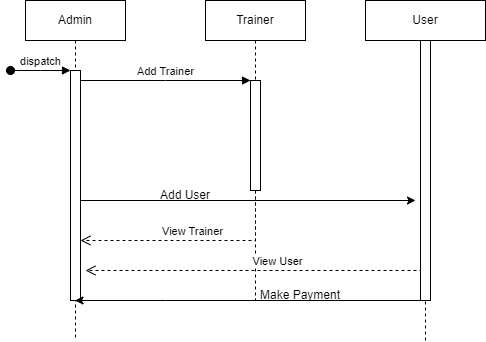 Admin
Trainer
User
dispatch
Add Trainer
Add User
View Trainer
View User
Make Payment